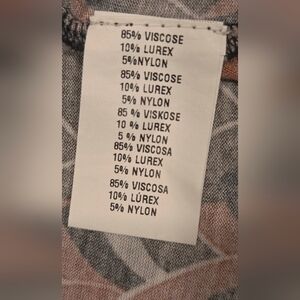 85% VISCOSE
10% LUREX
5%NYLON
85% VISCOSE
10% LUREX
5% NYLON
85 % VISKOSE
10 % LUREX
5 % NYLON
85% VISCOSA
10% LUREX
5% NYLON
85% VISCOSA
10% LÚREX
5% NYLON